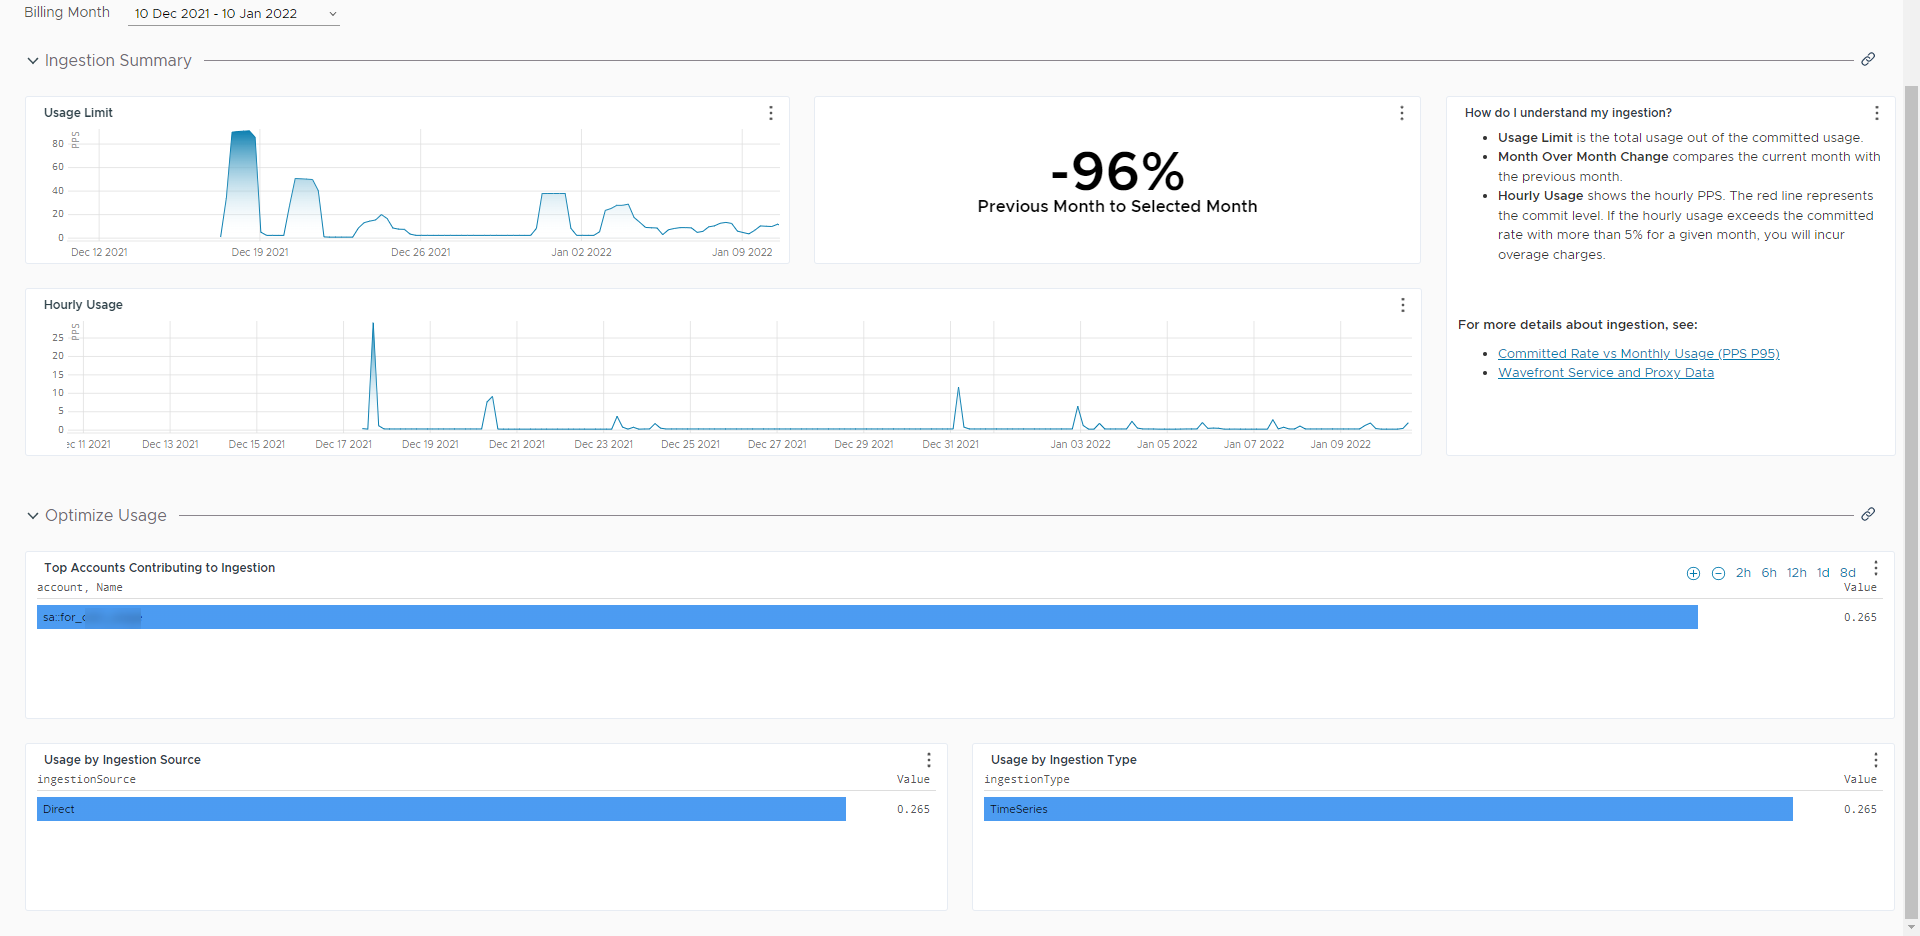 Billing Month 10 Dec 2021 - 10 Jan 2022
Ingestion Summary
Usage Limit
PPS
80
60
40
20
0
Dec 12 2021 Dec 19 2021 Dec 26 2021 Jan 02 2022 Jan 09 2022
-96%
Previous Month to Selected Month
How do I understand my ingestion?
• Usage Limit is the total usage out of the committed usage.
• Month Over Month Change compares the current month with
the previous month.
• Hourly Usage shows the hourly PPS. The red line represents
the commit level. If the hourly usage exceeds the committed
rate with more than 5% for a given month, you will incur
overage charges.
For more details about ingestion, see:
• Committed Rate vs Monthly Usage (PPS P95)
• Wavefront Service and Proxy Data
Hourly Usage
PPS
25
20
15
10
5
0
11 2021 Dec 13 2021 Dec 15 2021 Dec 17 2021 Dec 19 2021 Dec 21 2021 Dec 23 2021 Dec 25 2021 Dec 27 2021 Dec 29 2021 Dec 31 2021 Jan 03 2022 Jan 05 2022 Jan 07 2022 Jan 09 2022
Optimize Usage
Top Accounts Contributing to Ingestion
2h 6h 12h 1d 8d
account, Name Value
sa::for_ 0.265
Usage by Ingestion Source
ingestionSource Value
Direct 0.265
Usage by Ingestion Type
ingestionType Value
TimeSeries 0.265